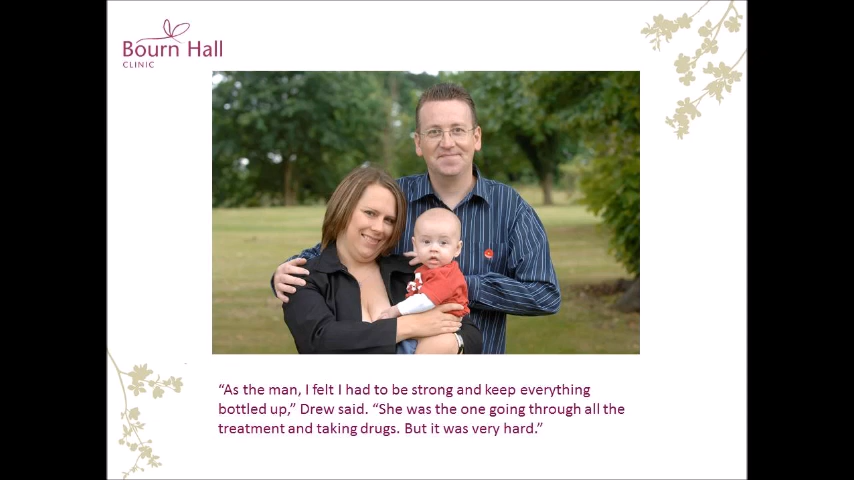 Bourn Hall
CLINIC
“As the man, I felt I had to be strong and keep everything
bottled up,” Drew said. “She was the one going through all the
treatment and taking drugs. But it was very hard.”